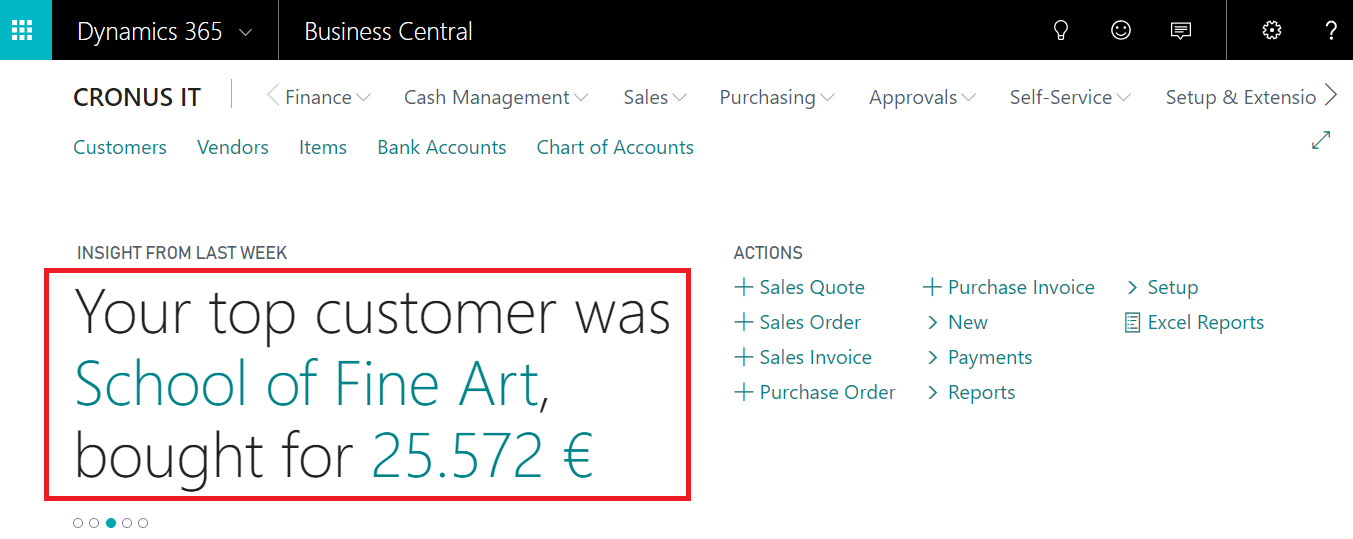 Dynamics 365 Business Central ?
CRONUS IT Finance Cash Management Sales Purchasing Approvals Self-Service Setup & Extensio
Customers Vendors Items Bank Accounts Chart of Accounts
INSIGHT FROM LAST WEEK
Your top customer was
School of Fine Art,
bought for 25.572 €
ACTIONS
Sales Quote
Sales Order
Sales Invoice
Purchase Order
Purchase Invoice
New
Payments
Reports
Setup
Excel Reports